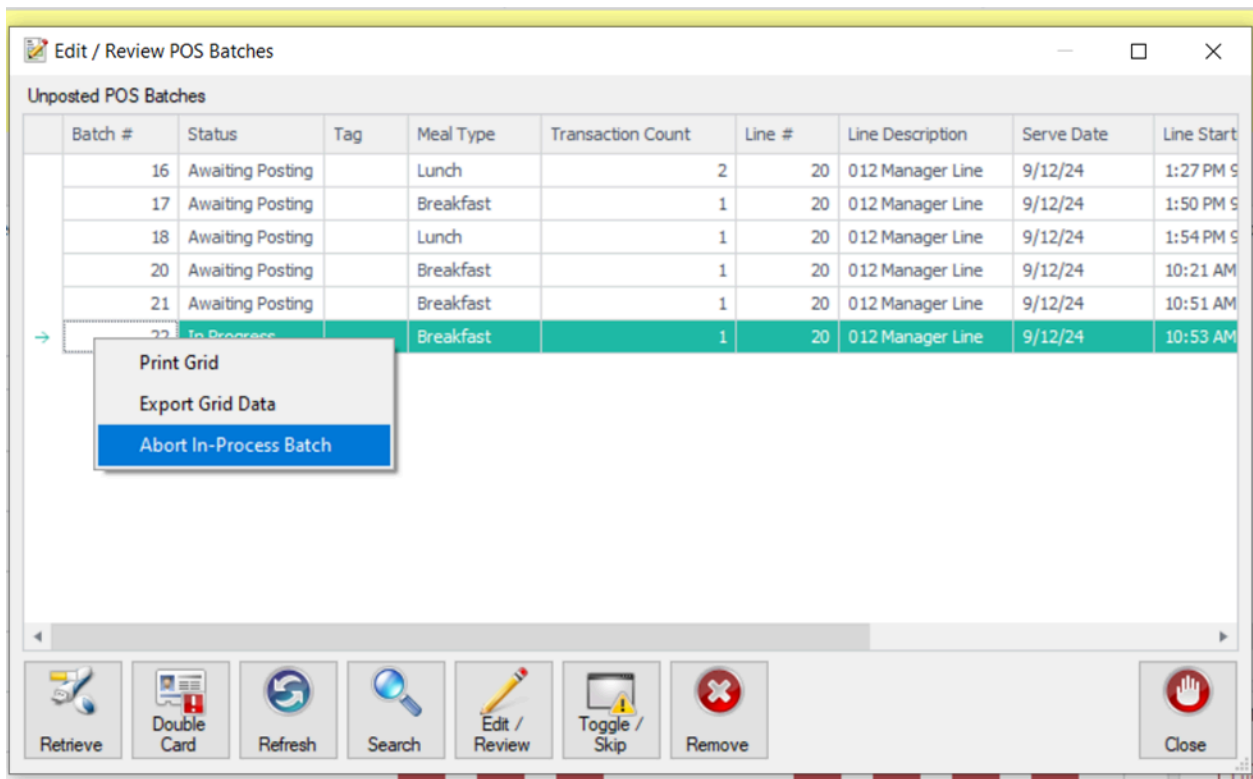 Edit / Review POS Batches
Unposted POS Batches
Batch # Status Tag Meal Type Transaction Count Line # Line Description Serve Date Line Start
16 Awaiting Posting Lunch 2 20 012 Manager Line 9/12/24 1:27 PM 9
17 Awaiting Posting Breakfast 1 20 012 Manager Line 9/12/24 1:50 PM 9
18 Awaiting Posting Lunch 1 20 012 Manager Line 9/12/24 1:54 PM 9
20 Awaiting Posting Breakfast 1 20 012 Manager Line 9/12/24 10:21 AM
21 Awaiting Posting Breakfast 1 20 012 Manager Line 9/12/24 10:51 AM
22 In Progress Breakfast 1 20 012 Manager Line 9/12/24 10:53 AM
Print Grid
Export Grid Data
Abort In-Process Batch
Retrieve
Double
Card
Refresh
Search
Edit /
Review
Toggle /
Skip
Remove
Close